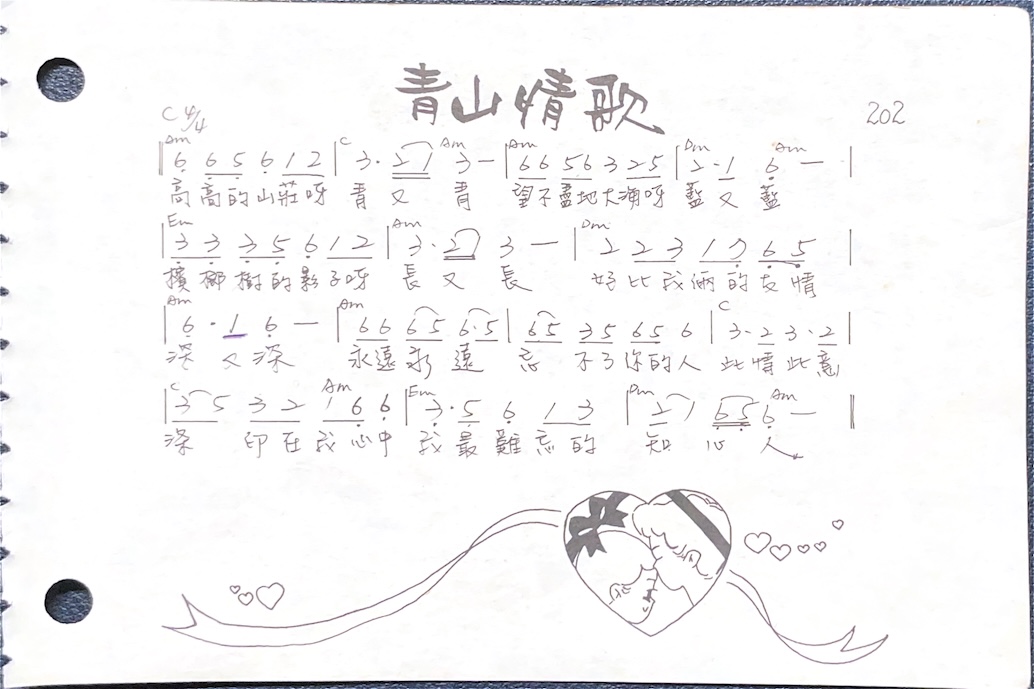 青山情歌
C 4/4
202
Am C Am Am Dm Am
| 6 6 5 6 1 2 | 3· 2 1 3 — | 6 6 5 6 3 2 5 | 2·1 6 — |
高高的山莊呀 青又青 望不盡地大海呀 藍又藍
Em Am Dm
| 3 3 3 5 6 1 2 | 3· 2 3 — | 2 2 3 1 7 6 5 |
檳榔樹的影子呀 長又長 好比我倆的友情
Am Am C
| 6·1 6 — | 6 6 6 5 6·5 | 6 5 3 5 6 5 6 | 3·2 3·2 |
深又深 永遠永遠 忘不了你的人 此情此意
C Am Em Dm Am
| 3 5 3 2 1 6 6 | 3·5 6 1 3 | 2 1 6 5 6 — ‖
深 印在我心中 我最難忘的 知心人。